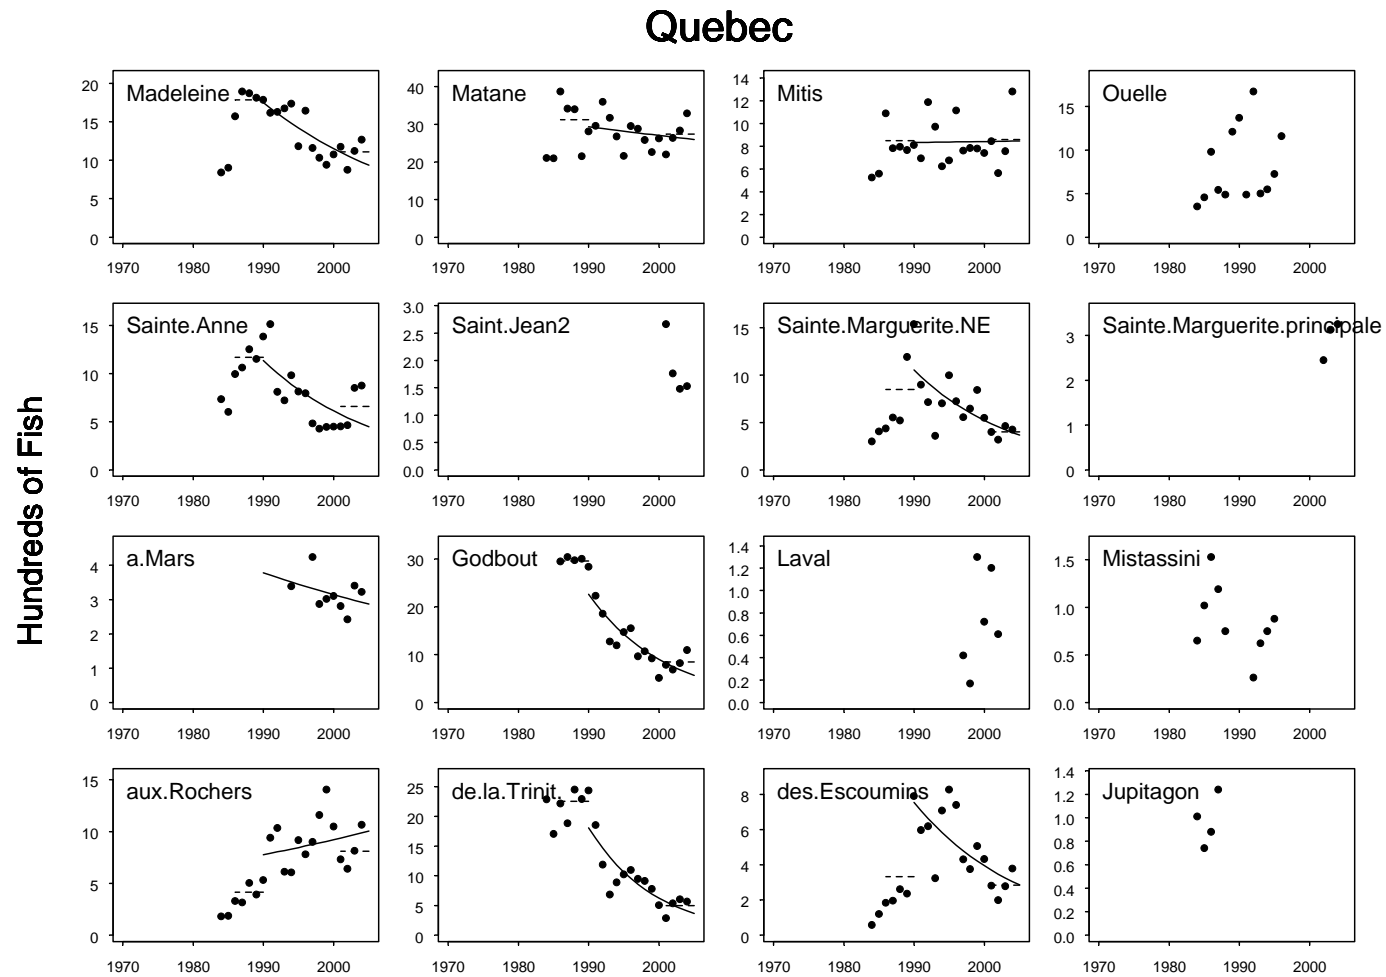 Quebec
Hundreds of Fish
Madeleine
0 5 10 15 20
1970 1980 1990 2000
Matane
0 10 20 30 40
1970 1980 1990 2000
Mitis
0 2 4 6 8 10 12 14
1970 1980 1990 2000
Ouelle
0 5 10 15
1970 1980 1990 2000
Sainte.Anne
0 5 10 15
1970 1980 1990 2000
Saint.Jean2
0.0 0.5 1.0 1.5 2.0 2.5 3.0
1970 1980 1990 2000
Sainte.Marguerite.NE
0 5 10 15
1970 1980 1990 2000
Sainte.Marguerite.principale
0 1 2 3
1970 1980 1990 2000
a.Mars
0 1 2 3 4
1970 1980 1990 2000
Godbout
0 10 20 30
1970 1980 1990 2000
Laval
0.0 0.2 0.4 0.6 0.8 1.0 1.2 1.4
1970 1980 1990 2000
Mistassini
0.0 0.5 1.0 1.5
1970 1980 1990 2000
aux.Rochers
0 5 10 15
1970 1980 1990 2000
de.la.Trinit.
0 5 10 15 20 25
1970 1980 1990 2000
des.Escoumins
0 2 4 6 8
1970 1980 1990 2000
Jupitagon
0.0 0.2 0.4 0.6 0.8 1.0 1.2 1.4
1970 1980 1990 2000